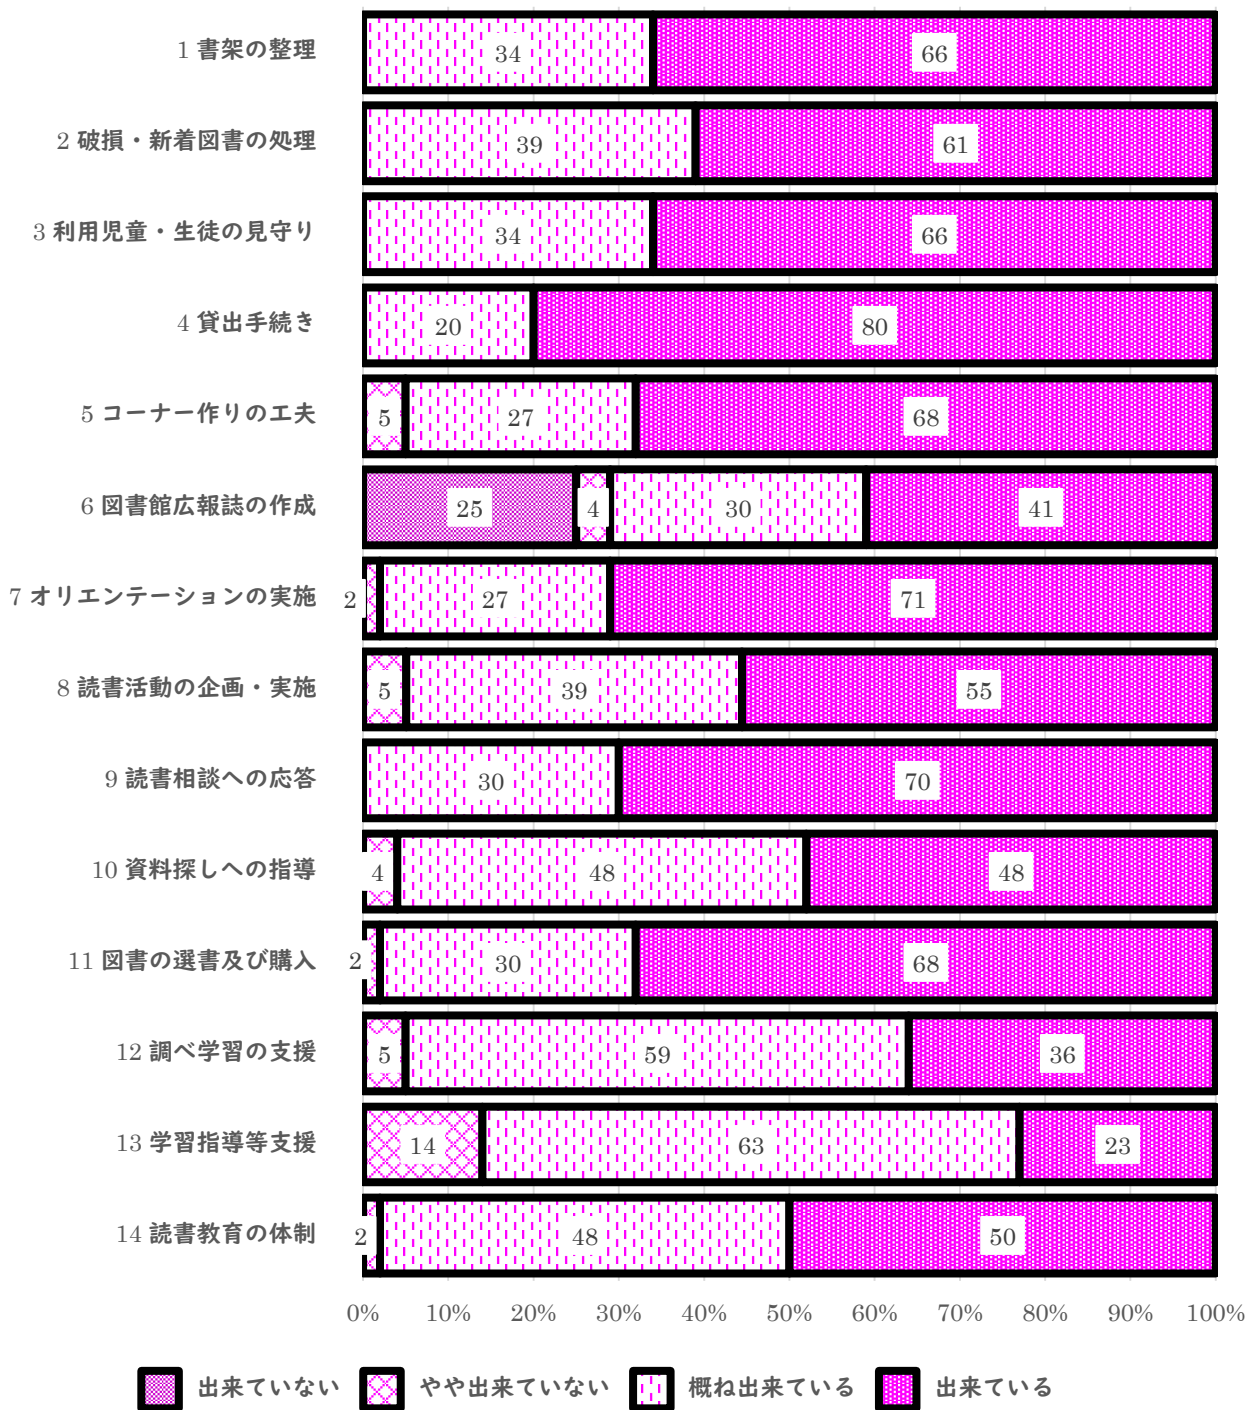 1 書架の整理 34 66
2 破損・新着図書の処理 39 61
3 利用児童・生徒の見守り 34 66
4 貸出手続き 20 80
5 コーナー作りの工夫 5 27 68
6 図書館広報誌の作成 25 4 30 41
7 オリエンテーションの実施 2 27 71
8 読書活動の企画・実施 5 39 55
9 読書相談への応答 30 70
10 資料探しへの指導 4 48 48
11 図書の選書及び購入 2 30 68
12 調べ学習の支援 5 59 36
13 学習指導等支援 14 63 23
14 読書教育の体制 2 48 50
0% 10% 20% 30% 40% 50% 60% 70% 80% 90% 100%
出来ていない やや出来ていない 概ね出来ている 出来ている